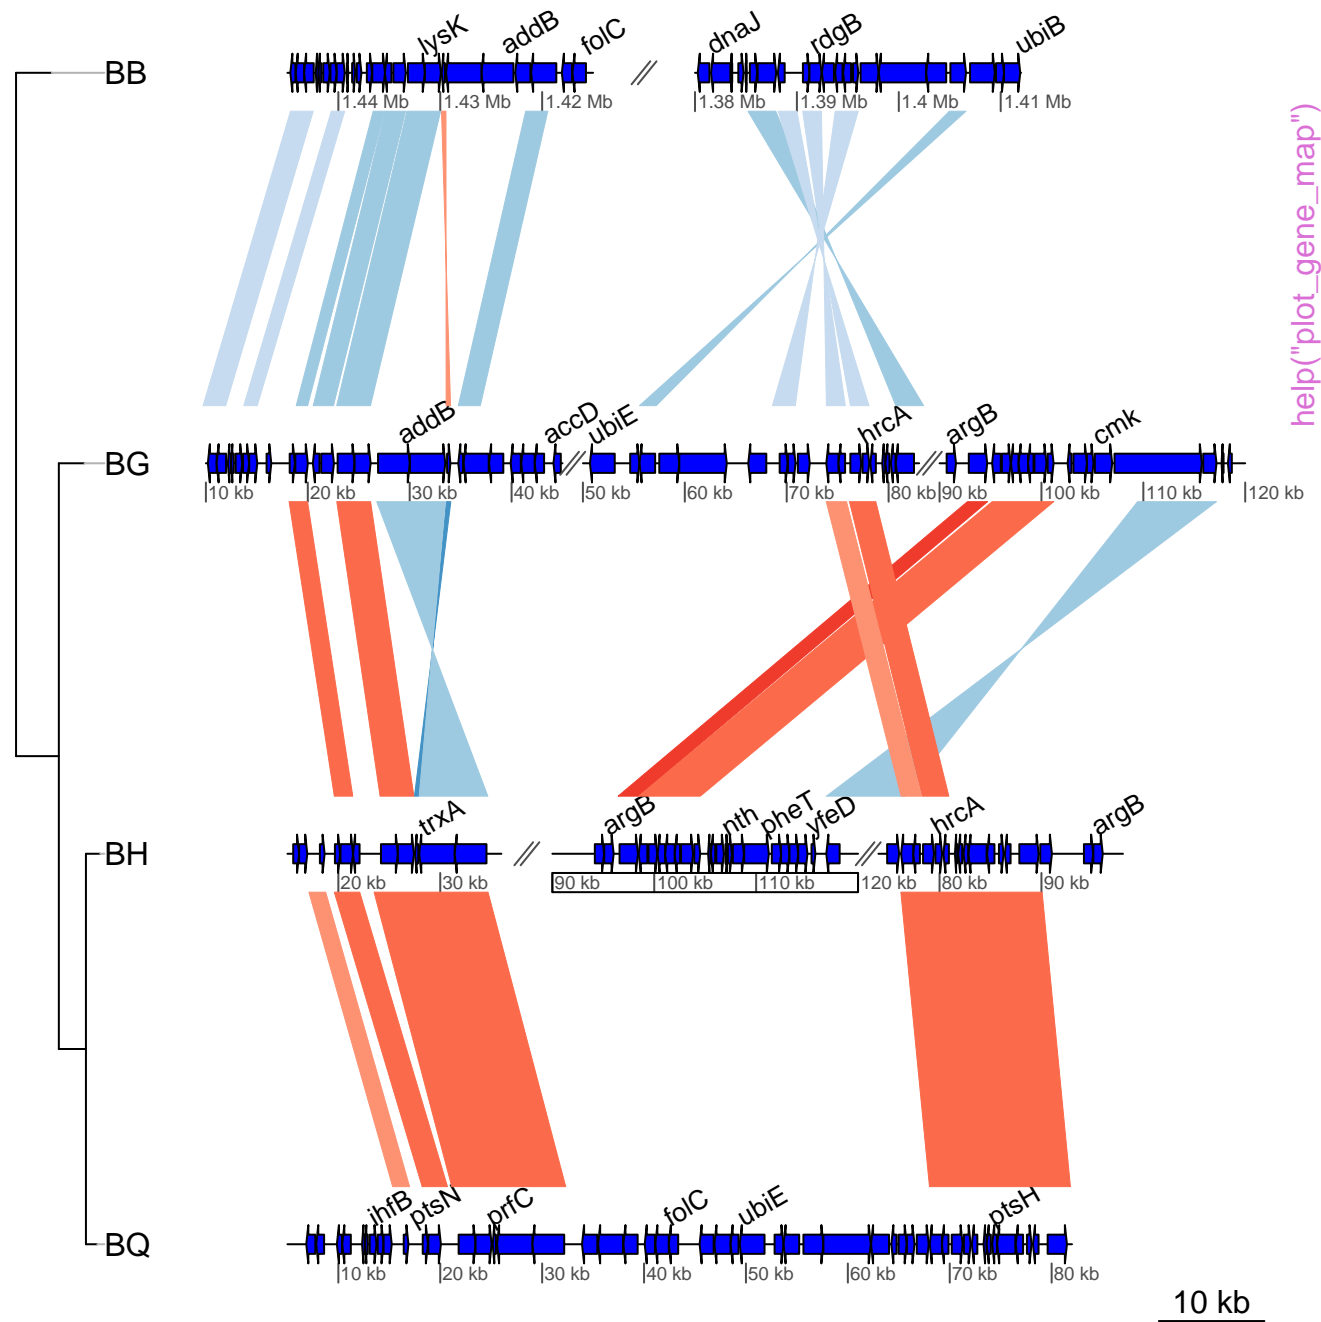 lysK addB folC dnaJ rdgB ubiB
BB
1.44 Mb 1.43 Mb 1.42 Mb 1.38 Mb 1.39 Mb 1.4 Mb 1.41 Mb
help("plot_gene_map")
addB accD ubiE hrcA argB cmk
BG
10 kb 20 kb 30 kb 40 kb 50 kb 60 kb 70 kb 80 kb 90 kb 100 kb 110 kb 120 kb
trxA argB nth pheT yfeD hrcA argB
BH
20 kb 30 kb 90 kb 100 kb 110 kb 120 kb 80 kb 90 kb
ihfB ptsN prfC folC ubiE ptsH
BQ
10 kb 20 kb 30 kb 40 kb 50 kb 60 kb 70 kb 80 kb
10 kb